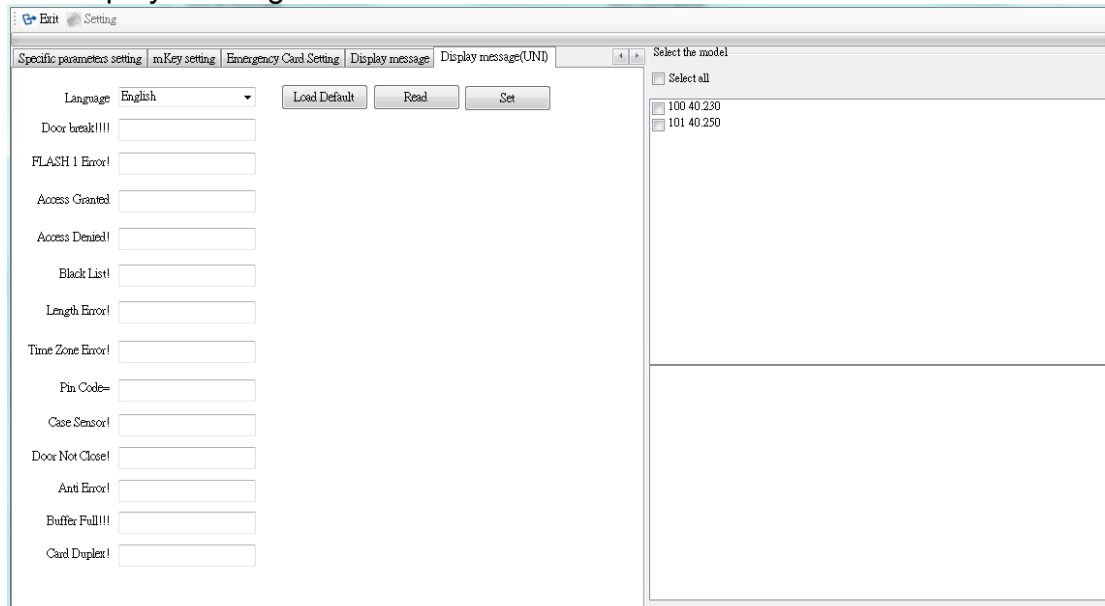 Exit Setting
Specific parameters setting mKey setting Emergency Card Setting Display message Display message(UNI)
Language English Load Default Read Set
Door break!!!!
FLASH 1 Error!
Access Granted
Access Denied!
Black List!
Length Error!
Time Zone Error!
Pin Code=
Case Sensor!
Door Not Close!
Anti Error!
Buffer Full!!!
Card Duplex!
Select the model
Select all
100 40.230
101 40.250